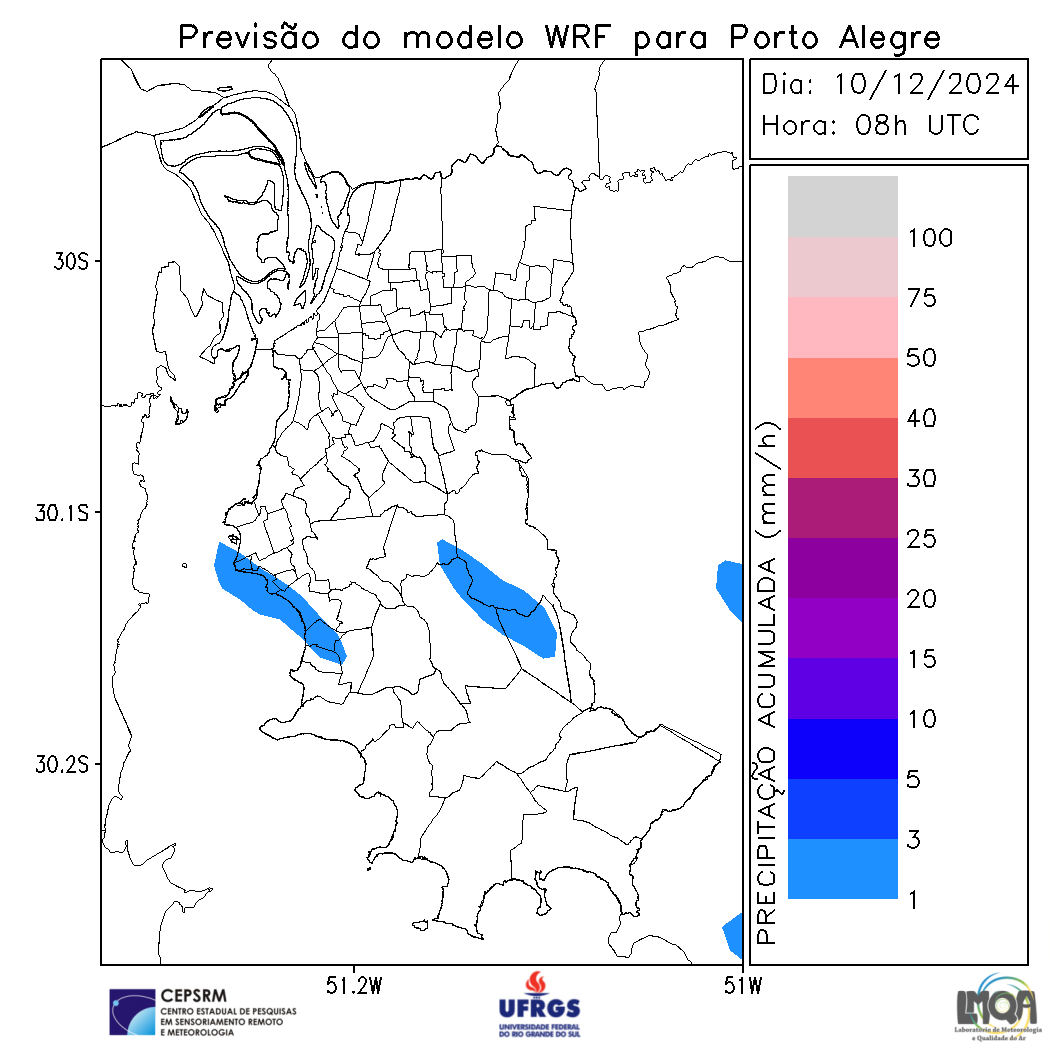 Previsão do modelo WRF para Porto Alegre
Dia: 10/12/2024
Hora: 08h UTC
30S
30.1S
30.2S
51.2W
51W
PRECIPITAÇÃO ACUMULADA (mm/h)
100
75
50
40
30
25
20
15
10
5
3
1
CEPSRM
CENTRO ESTADUAL DE PESQUISAS
EM SENSORIAMENTO REMOTO
E METEOROLOGIA
UFRGS
UNIVERSIDADE FEDERAL
DO RIO GRANDE DO SUL
LMQA
Laboratório de Meteorologia
e Qualidade do Ar